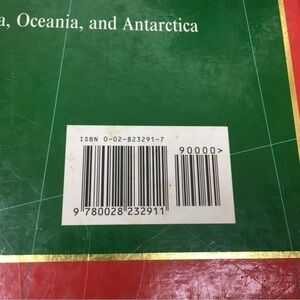 a, Oceania, and Antarctica
ISBN 0-02-823291-7
90000>
9 780028 232911